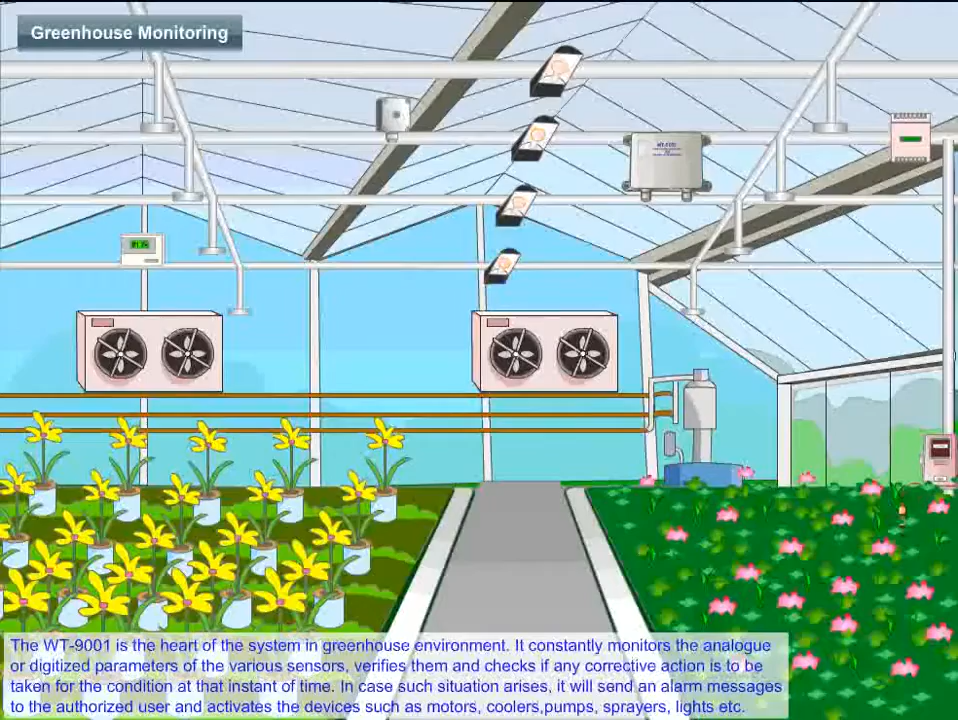 Greenhouse Monitoring
The WT-9001 is the heart of the system in greenhouse environment. It constantly monitors the analogue
or digitized parameters of the various sensors, verifies them and checks if any corrective action is to be
taken for the condition at that instant of time. In case such situation arises, it will send an alarm messages
to the authorized user and activates the devices such as motors, coolers,pumps, sprayers, lights etc.